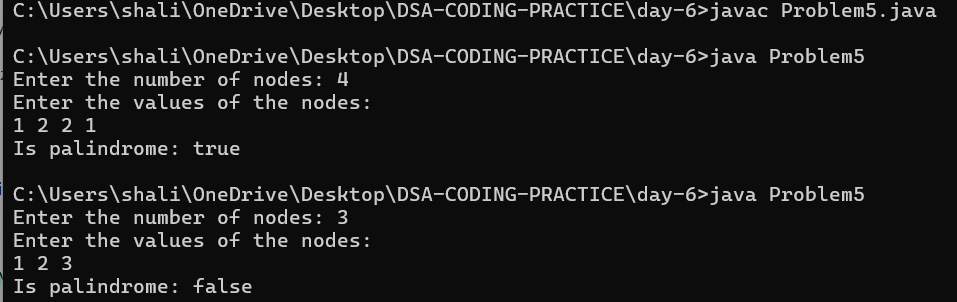 C:\Users\shali\OneDrive\Desktop\DSA-CODING-PRACTICE\day-6>javac Problem5.java
C:\Users\shali\OneDrive\Desktop\DSA-CODING-PRACTICE\day-6>java Problem5
Enter the number of nodes: 4
Enter the values of the nodes:
1 2 2 1
Is palindrome: true
C:\Users\shali\OneDrive\Desktop\DSA-CODING-PRACTICE\day-6>java Problem5
Enter the number of nodes: 3
Enter the values of the nodes:
1 2 3
Is palindrome: false